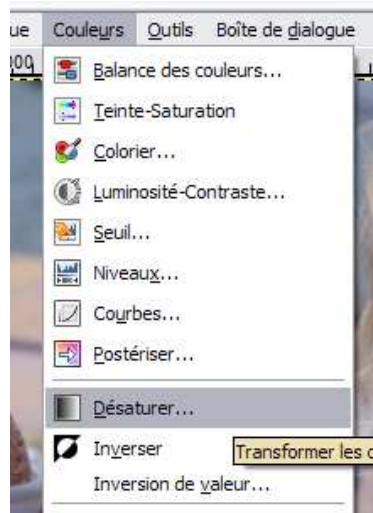 ue Couleurs Outils Boîte de dialogue
Balance des couleurs...
Teinte-Saturation
Colorier...
Luminosité-Contraste...
Seuil...
Niveaux...
Courbes...
Postériser...
Désaturer...
Inverser
Transformer les c
Inversion de valeur...